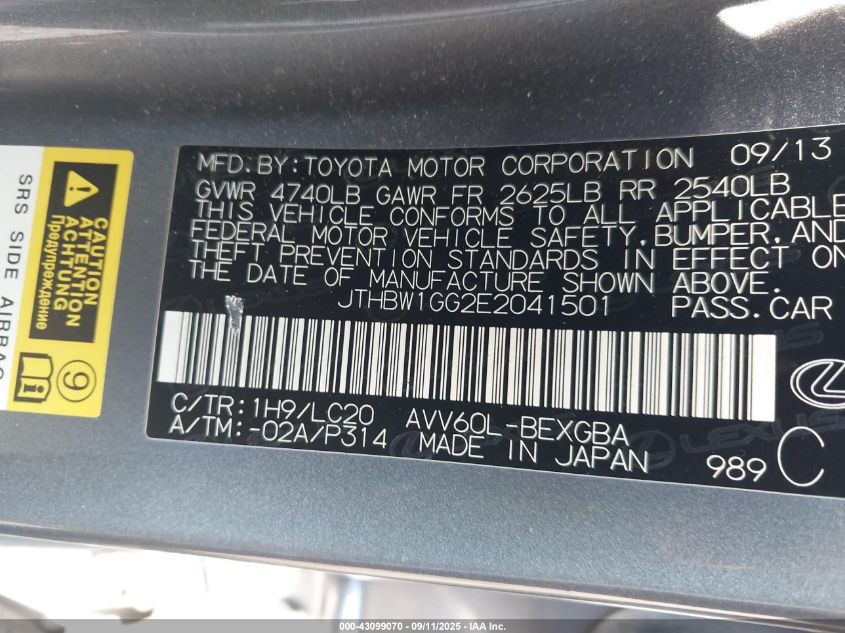 MFD.BY:TOYOTA MOTOR CORPORATION 09/13
GVWR 4740LB GAWR FR 2625LB RR 2540LB
THIS VEHICLE CONFORMS TO ALL APPLICABLE
FEDERAL MOTOR VEHICLE SAFETY,BUMPER,AND
THEFT PREVENTION STANDARDS IN EFFECT ON
THE DATE OF MANUFACTURE SHOWN ABOVE.
JTHBW1GG2E2041501 PASS.CAR
C/TR:1H9/LC20 AVV60L-BEXGBA
A/TM:-02A/P314 MADE IN JAPAN 989 C
CAUTION
ATTENTION
ACHTUNG
Предупреждение
9
SRS SIDE AIRBAG
LEXUS
000-43099070 - 09/11/2025 - IAA Inc.